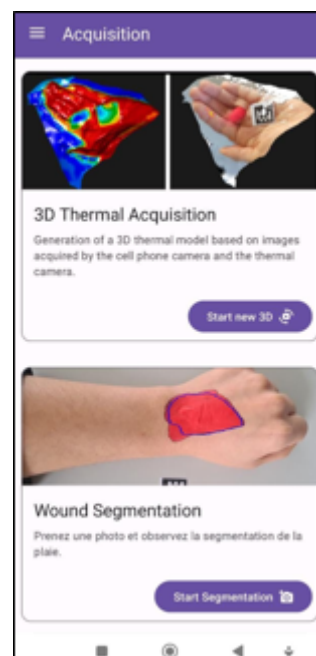 Acquisition
3D Thermal Acquisition
Generation of a 3D thermal model based on images
acquired by the cell phone camera and the thermal
camera.
Start new 3D
Wound Segmentation
Prenez une photo et observez la segmentation de la
plaie.
Start Segmentation